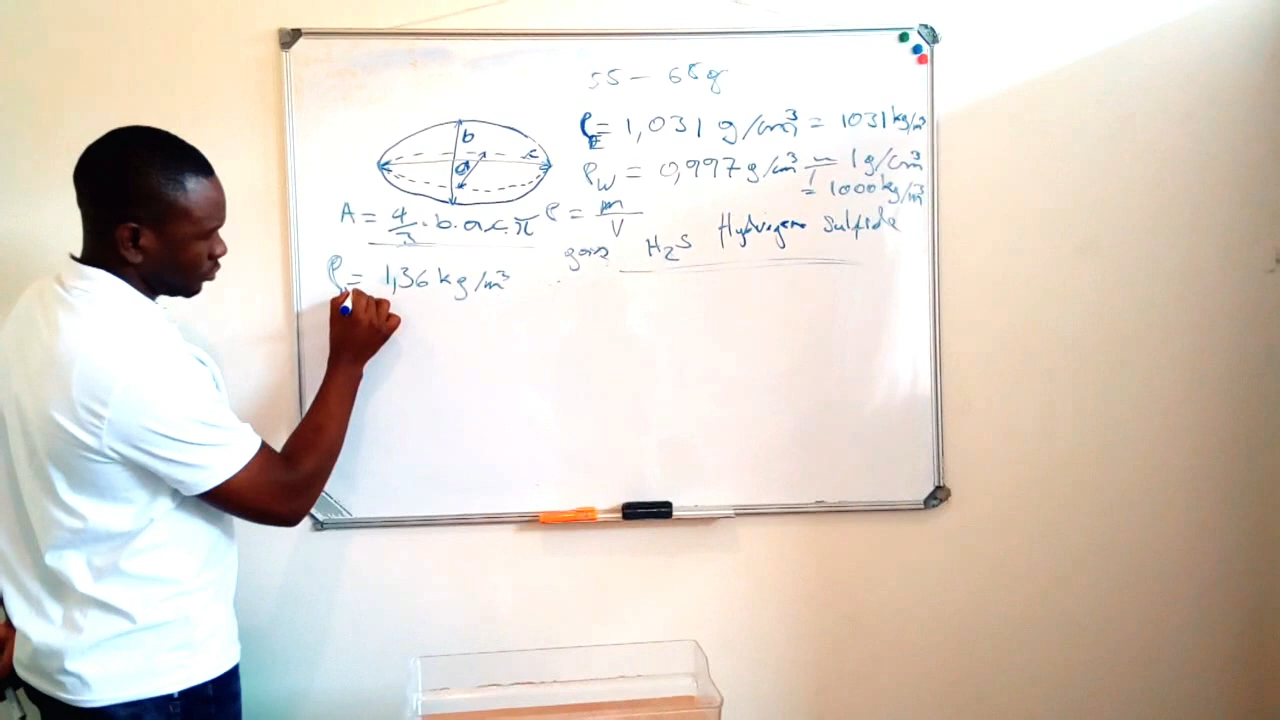 55 – 65g
b
a
c
ρE = 1,031 g/cm³ = 1031 kg/m³
ρW = 0,997 g/cm³ ≈ 1 g/cm³
= 1000 kg/m³
A = 4/3 · b · a · c · π
ρ = m/V
H₂S Hydrogen Sulfide
ρ = 1,36 kg/m³